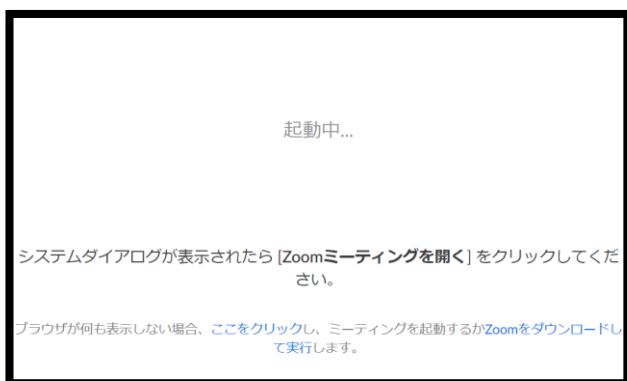 起動中...
システムダイアログが表示されたら [Zoomミーティングを開く] をクリックしてくだ
さい。
ブラウザが何も表示しない場合、ここをクリックし、ミーティングを起動するかZoomをダウンロードし
て実行します。